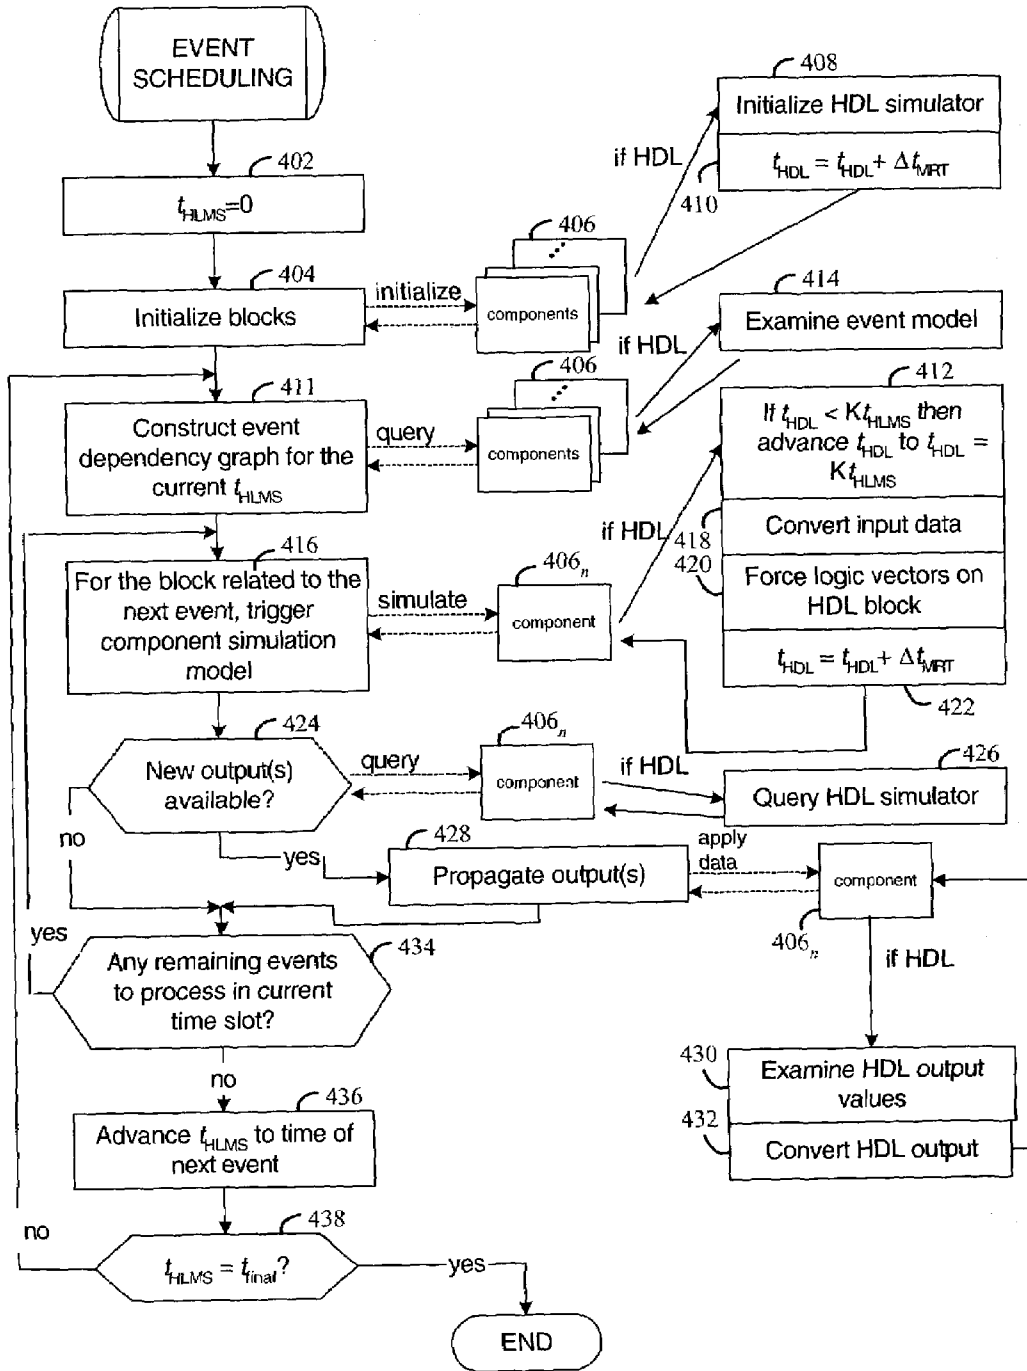 EVENT
SCHEDULING
402
t_HLMS=0
404
Initialize blocks
initialize
406
components
if HDL
408
Initialize HDL simulator
t_HDL = t_HDL + Δt_MRT
410
411
Construct event
dependency graph for the
current t_HLMS
query
406
components
if HDL
414
Examine event model
416
For the block related to the
next event, trigger
component simulation
model
simulate
406n
component
if HDL
412
If t_HDL < Kt_HLMS then
advance t_HDL to t_HDL =
Kt_HLMS
418
Convert input data
420
Force logic vectors on
HDL block
t_HDL = t_HDL + Δt_MRT
422
424
New output(s)
available?
query
406n
component
if HDL
426
Query HDL simulator
no
yes
428
Propagate output(s)
apply
data
component
406n
if HDL
430
Examine HDL output
values
432
Convert HDL output
yes
434
Any remaining events
to process in current
time slot?
no
436
Advance t_HLMS to time of
next event
no
438
t_HLMS = t_final?
yes
END